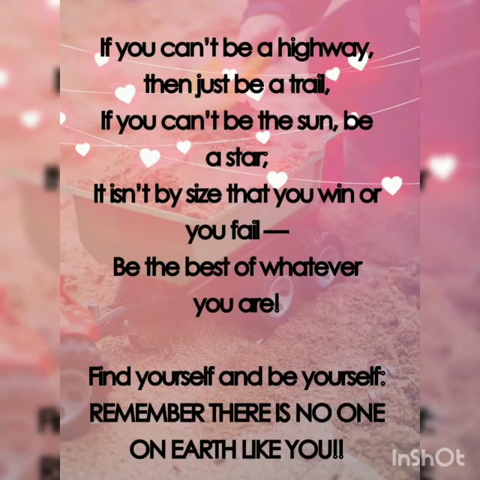 If you can't be a highway,
then just be a trail,
If you can't be the sun, be
a star;
It isn't by size that you win or
you fail —
Be the best of whatever
you are!
Find yourself and be yourself:
REMEMBER THERE IS NO ONE
ON EARTH LIKE YOU!!
InShOt